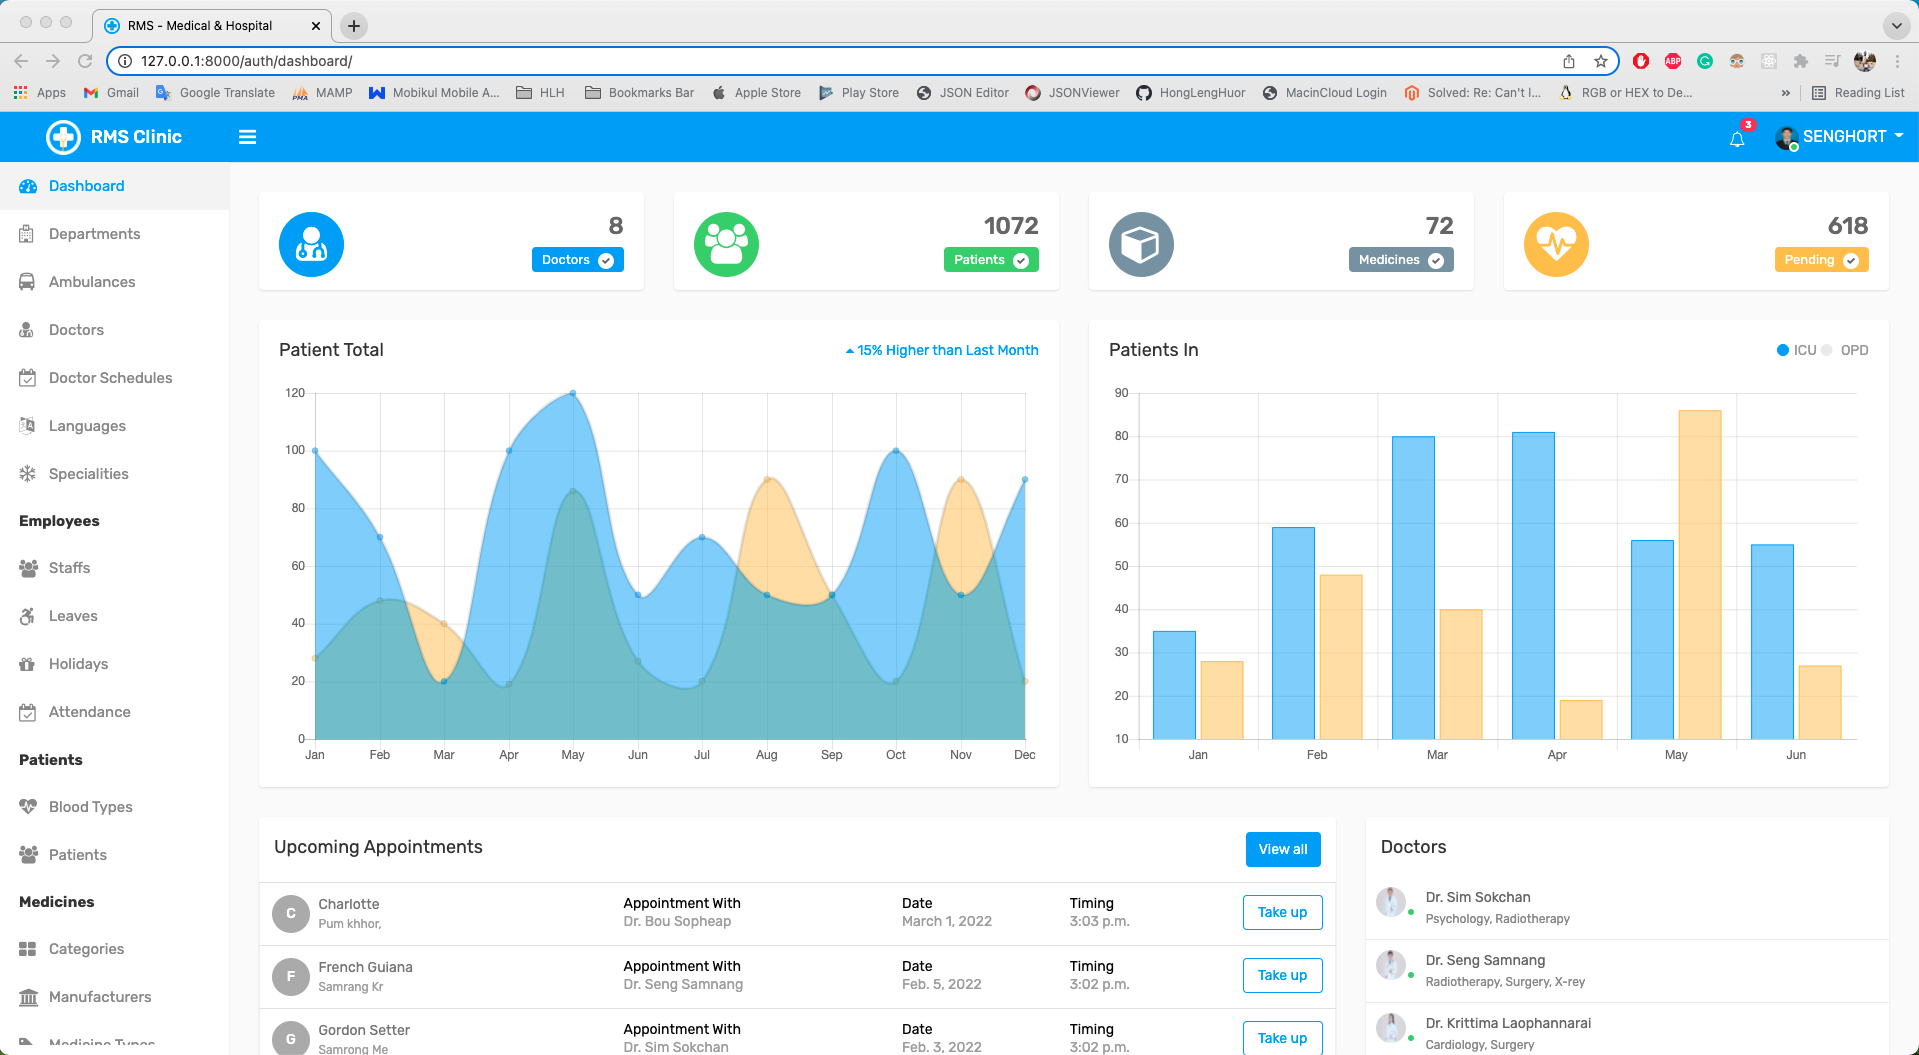 RMS - Medical & Hospital
127.0.0.1:8000/auth/dashboard/
ABP
Apps Gmail Google Translate PMA MAMP Mobikul Mobile A... HLH Bookmarks Bar Apple Store Play Store JSON Editor JSONViewer HongLengHuor MacinCloud Login Solved: Re: Can't I... RGB or HEX to De... » Reading List
RMS Clinic
3
SENGHORT
Dashboard
Departments
Ambulances
Doctors
Doctor Schedules
Languages
Specialities
Employees
Staffs
Leaves
Holidays
Attendance
Patients
Blood Types
Patients
Medicines
Categories
Manufacturers
Medicine Types
8
Doctors
1072
Patients
72
Medicines
618
Pending
Patient Total
15% Higher than Last Month
120
100
80
60
40
20
0
Jan Feb Mar Apr May Jun Jul Aug Sep Oct Nov Dec
Patients In
ICU OPD
90
80
70
60
50
40
30
20
10
Jan Feb Mar Apr May Jun
Upcoming Appointments
View all
C
Charlotte
Pum khhor,
Appointment With
Dr. Bou Sopheap
Date
March 1, 2022
Timing
3:03 p.m.
Take up
F
French Guiana
Samrang Kr
Appointment With
Dr. Seng Samnang
Date
Feb. 5, 2022
Timing
3:02 p.m.
Take up
G
Gordon Setter
Samrong Me
Appointment With
Dr. Sim Sokchan
Date
Feb. 3, 2022
Timing
3:02 p.m.
Take up
Doctors
Dr. Sim Sokchan
Psychology, Radiotherapy
Dr. Seng Samnang
Radiotherapy, Surgery, X-rey
Dr. Krittima Laophannarai
Cardiology, Surgery